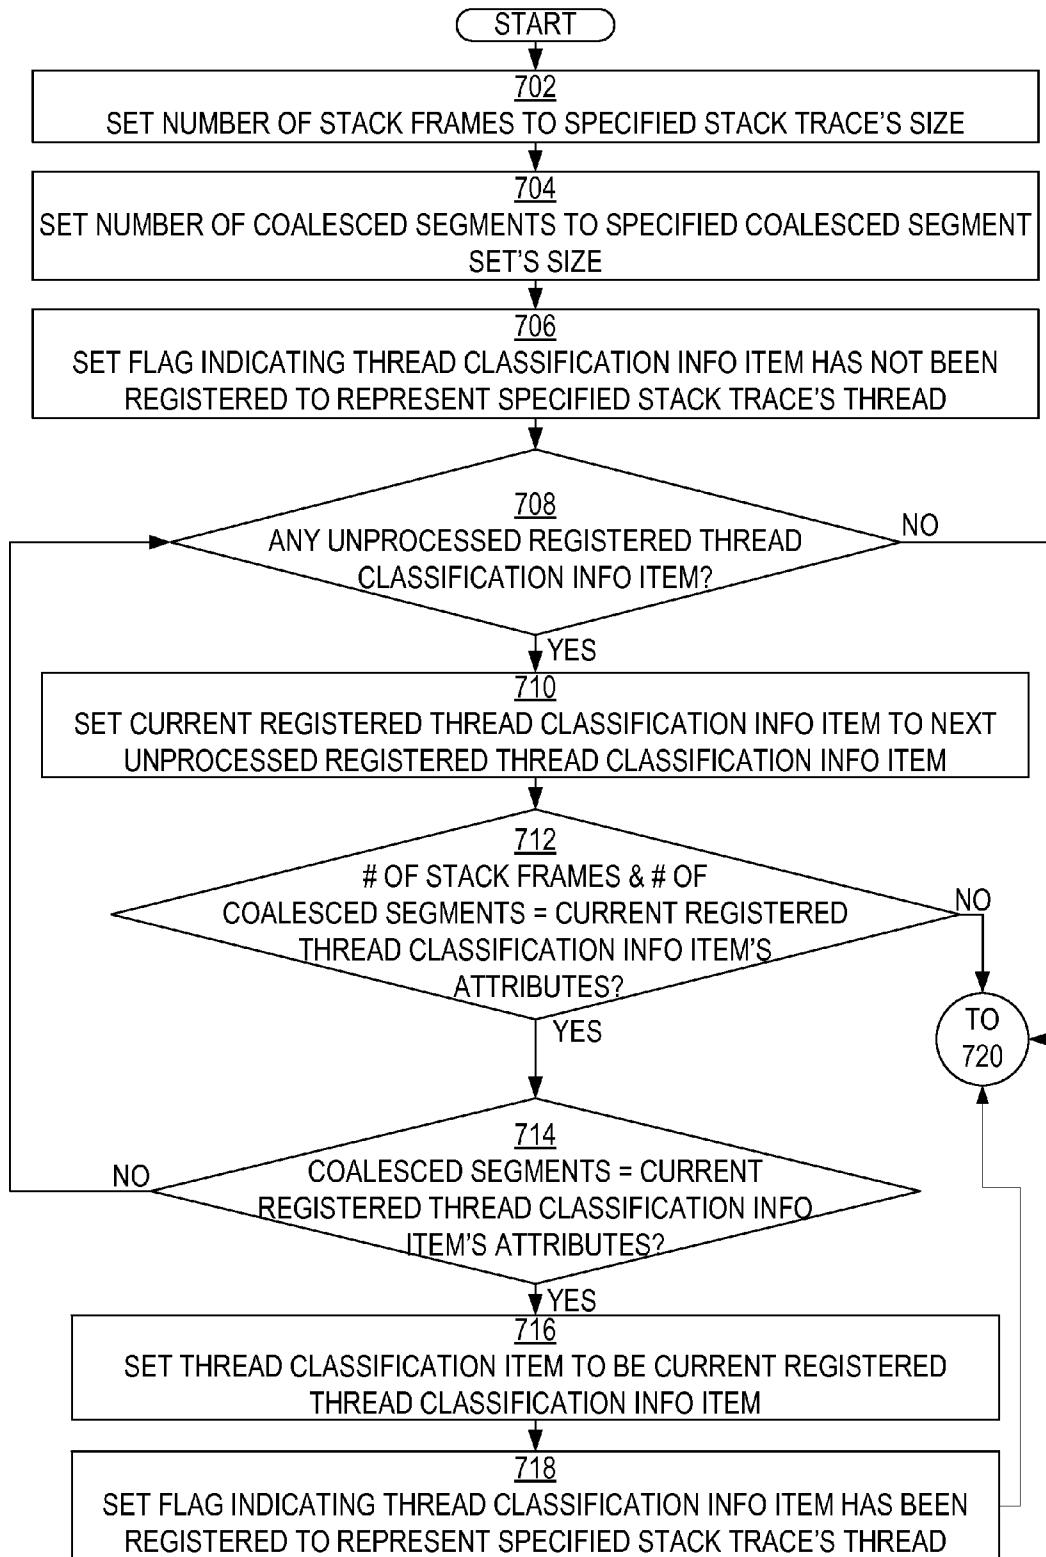 START
702
SET NUMBER OF STACK FRAMES TO SPECIFIED STACK TRACE'S SIZE
704
SET NUMBER OF COALESCED SEGMENTS TO SPECIFIED COALESCED SEGMENT
SET'S SIZE
706
SET FLAG INDICATING THREAD CLASSIFICATION INFO ITEM HAS NOT BEEN
REGISTERED TO REPRESENT SPECIFIED STACK TRACE'S THREAD
708
ANY UNPROCESSED REGISTERED THREAD
CLASSIFICATION INFO ITEM?
NO
YES
710
SET CURRENT REGISTERED THREAD CLASSIFICATION INFO ITEM TO NEXT
UNPROCESSED REGISTERED THREAD CLASSIFICATION INFO ITEM
712
# OF STACK FRAMES & # OF
COALESCED SEGMENTS = CURRENT REGISTERED
THREAD CLASSIFICATION INFO ITEM'S
ATTRIBUTES?
NO
YES
TO
720
714
COALESCED SEGMENTS = CURRENT
REGISTERED THREAD CLASSIFICATION INFO
ITEM'S ATTRIBUTES?
NO
YES
716
SET THREAD CLASSIFICATION ITEM TO BE CURRENT REGISTERED
THREAD CLASSIFICATION INFO ITEM
718
SET FLAG INDICATING THREAD CLASSIFICATION INFO ITEM HAS BEEN
REGISTERED TO REPRESENT SPECIFIED STACK TRACE'S THREAD